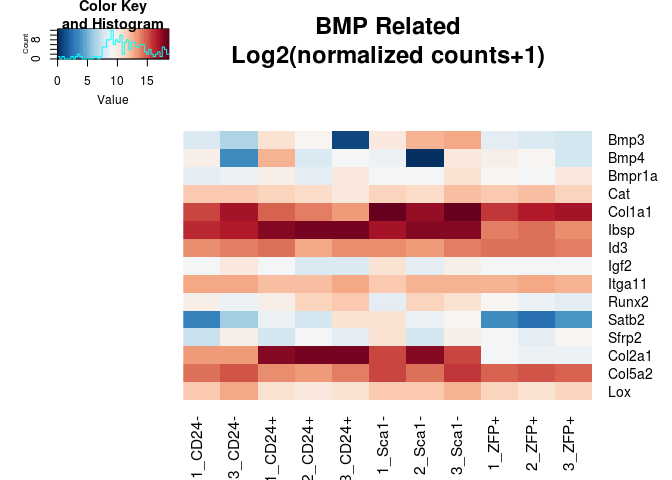 Color Key
and Histogram
Count
0
8
0
5
10
15
Value
BMP Related
Log2(normalized counts+1)
Bmp3
Bmp4
Bmpr1a
Cat
Col1a1
Ibsp
Id3
Igf2
Itga11
Runx2
Satb2
Sfrp2
Col2a1
Col5a2
Lox
1_CD24-
3_CD24-
1_CD24+
2_CD24+
3_CD24+
1_Sca1-
2_Sca1-
3_Sca1-
1_ZFP+
2_ZFP+
3_ZFP+